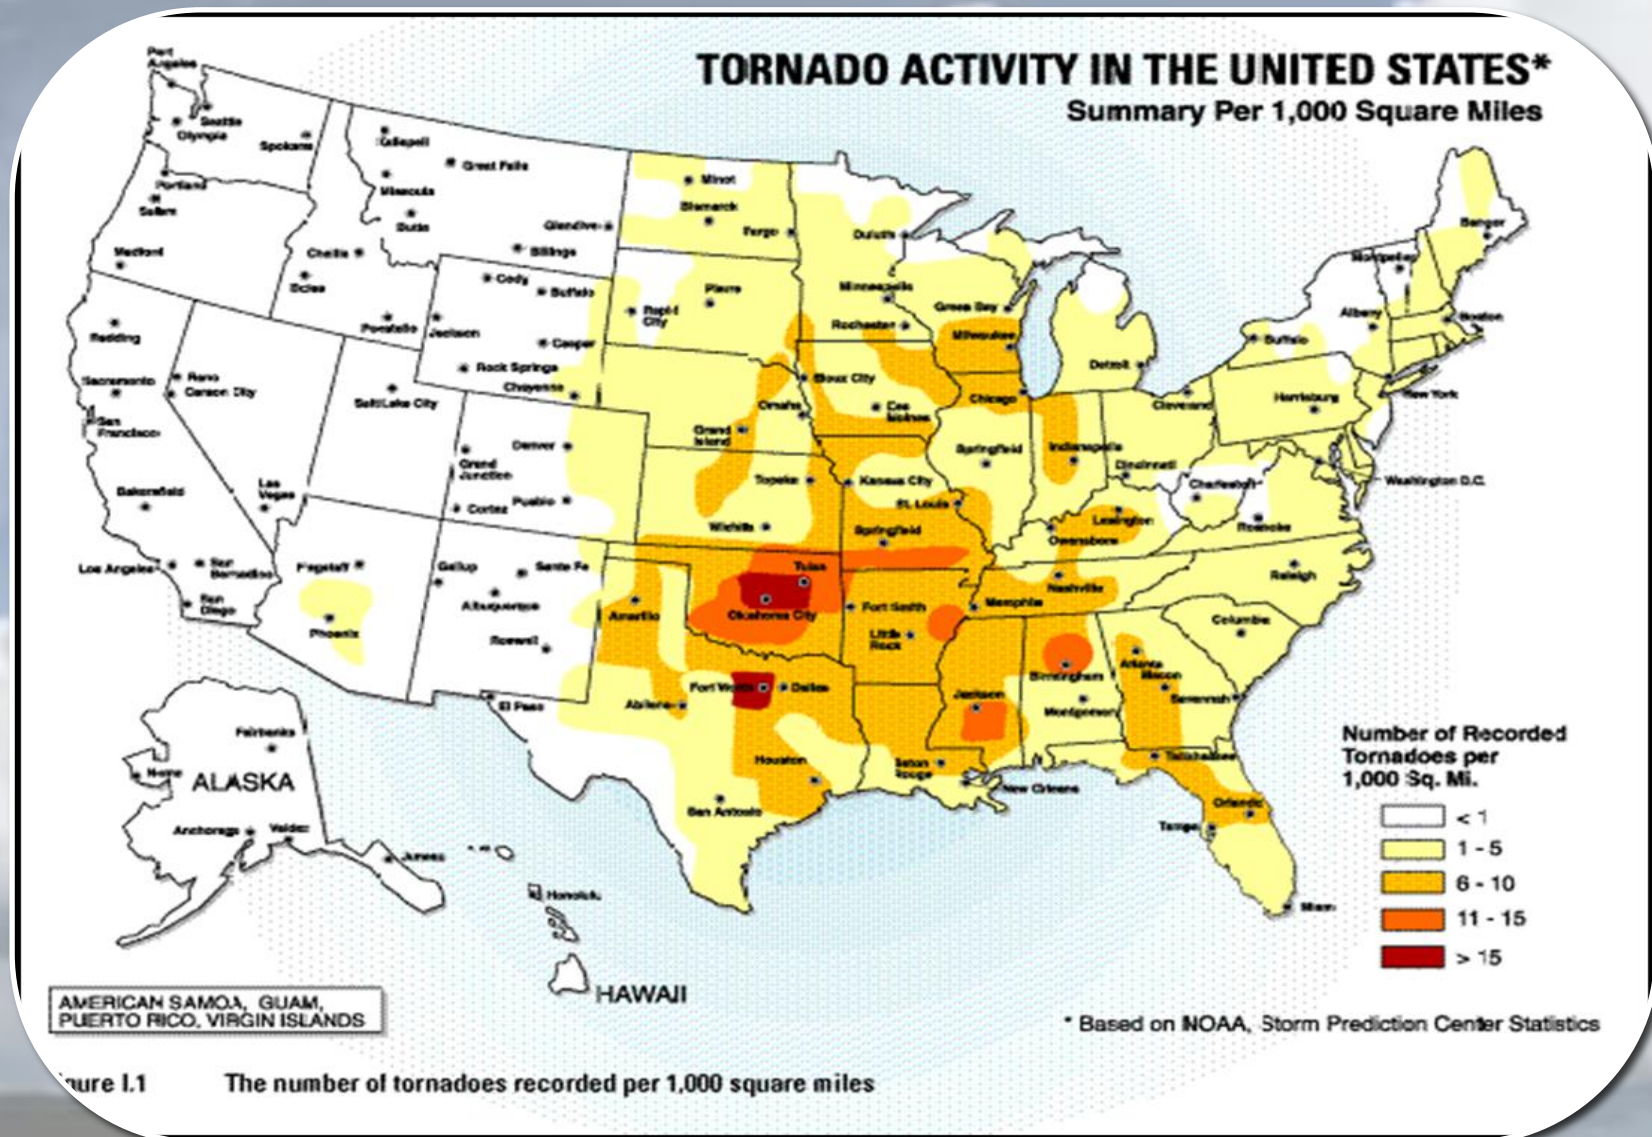 TORNADO ACTIVITY IN THE UNITED STATES*
Summary Per 1,000 Square Miles
Port
Angeles
Seattle
Olympia
Spokane
Portland
Salem
Medford
Kalispell
Great Falls
Missoula
Butte
Glendive
Billings
Challis
Boise
Pocatello
Cody
Buffalo
Jackson
Casper
Rock Springs
Cheyenne
Minot
Bismarck
Fargo
Duluth
Pierre
Rapid
City
Minneapolis
Rochester
Green Bay
Milwaukee
Detroit
Bangor
Montpelier
Albany
Boston
Buffalo
New York
Harrisburg
Cleveland
Washington D.C.
Redding
Sacramento
San
Francisco
Reno
Carson City
Salt Lake City
Bakersfield
Las
Vegas
Los Angeles
San
Bernadino
San
Diego
Denver
Grand
Junction
Cortez
Pueblo
Sioux City
Omaha
Des
Moines
Grand
Island
Chicago
Springfield
Indianapolis
Cincinnati
Charleston
Roanoke
Topeka
Kansas City
St. Louis
Wichita
Springfield
Lexington
Owensboro
Flagstaff
Phoenix
Gallup
Santa Fe
Albuquerque
Roswell
El Paso
Amarillo
Tulsa
Oklahoma City
Fort Smith
Little
Rock
Memphis
Nashville
Raleigh
Columbia
Fort Worth
Dallas
Abilene
Jackson
Birmingham
Montgomery
Atlanta
Macon
Savannah
Houston
San Antonio
Baton
Rouge
New Orleans
Tallahassee
Orlando
Tampa
Miami
Fairbanks
Nome
ALASKA
Anchorage
Valdez
Juneau
Honolulu
HAWAII
Number of Recorded
Tornadoes per
1,000 Sq. Mi.
< 1
1 - 5
6 - 10
11 - 15
> 15
AMERICAN SAMOA, GUAM,
PUERTO RICO, VIRGIN ISLANDS
* Based on NOAA, Storm Prediction Center Statistics
gure I.1 The number of tornadoes recorded per 1,000 square miles